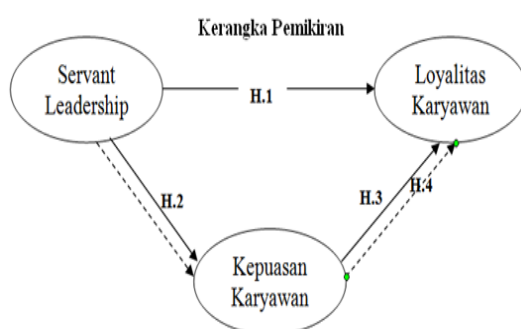 Kerangka Pemikiran
Servant
Leadership
Loyalitas
Karyawan
H.1
H.2
H.3
H.4
Kepuasan
Karyawan